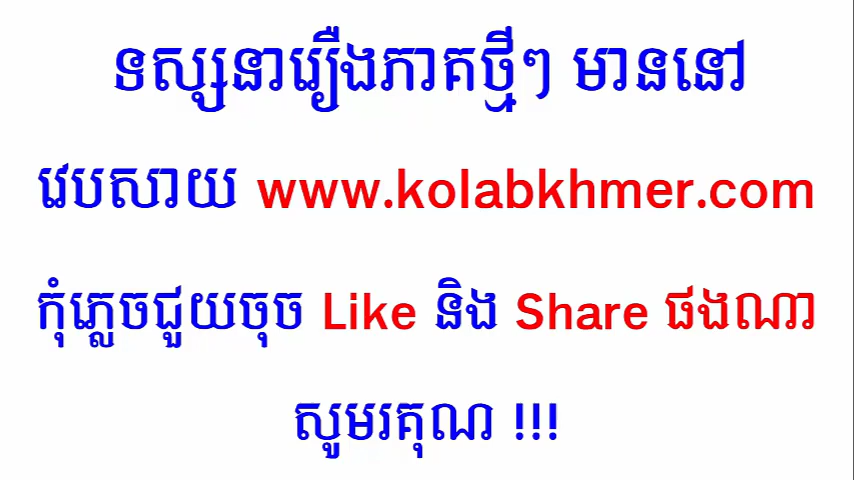 ទស្សនារឿងភាគថ្មីៗ មាននៅ
វេបសាយ www.kolabkhmer.com
កុំភ្លេចជួយចុច Like និង Share ផងណា
សូមរគុណ !!!